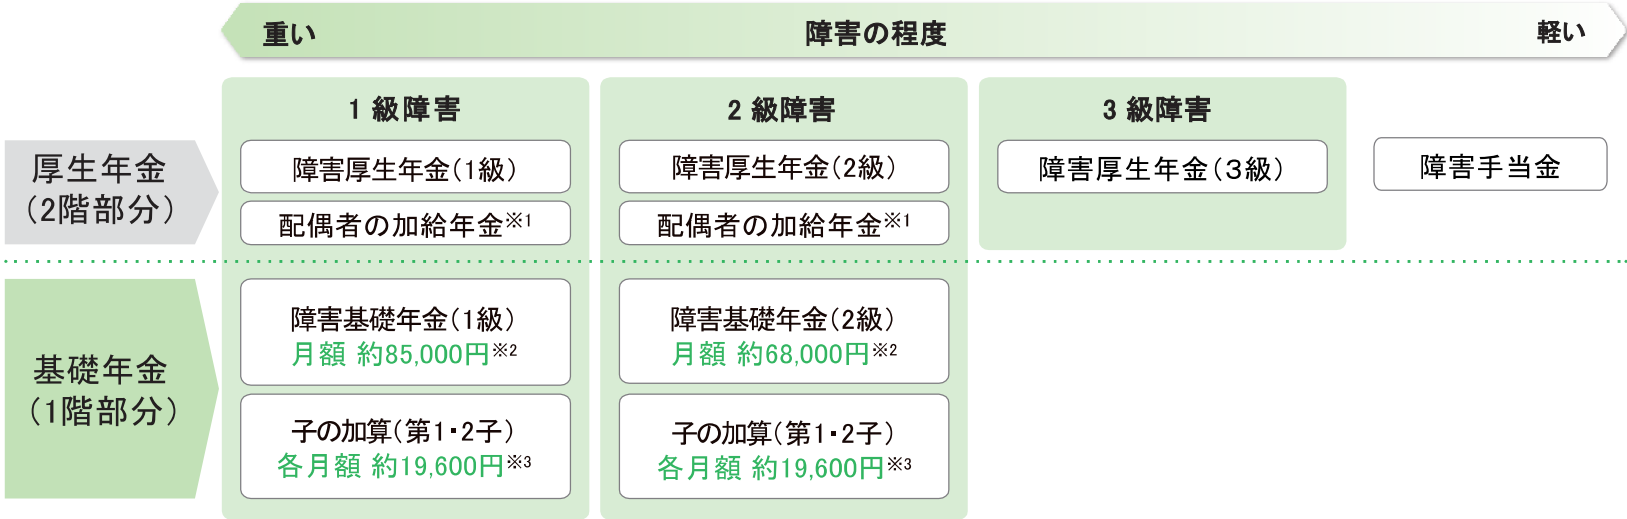 重い 障害の程度 軽い
1級障害 2級障害 3級障害
厚生年金
(2階部分)
障害厚生年金(1級) 障害厚生年金(2級) 障害厚生年金(3級) 障害手当金
配偶者の加給年金※1 配偶者の加給年金※1
基礎年金
(1階部分)
障害基礎年金(1級)
月額 約85,000円※2
障害基礎年金(2級)
月額 約68,000円※2
子の加算(第1・2子)
各月額 約19,600円※3
子の加算(第1・2子)
各月額 約19,600円※3